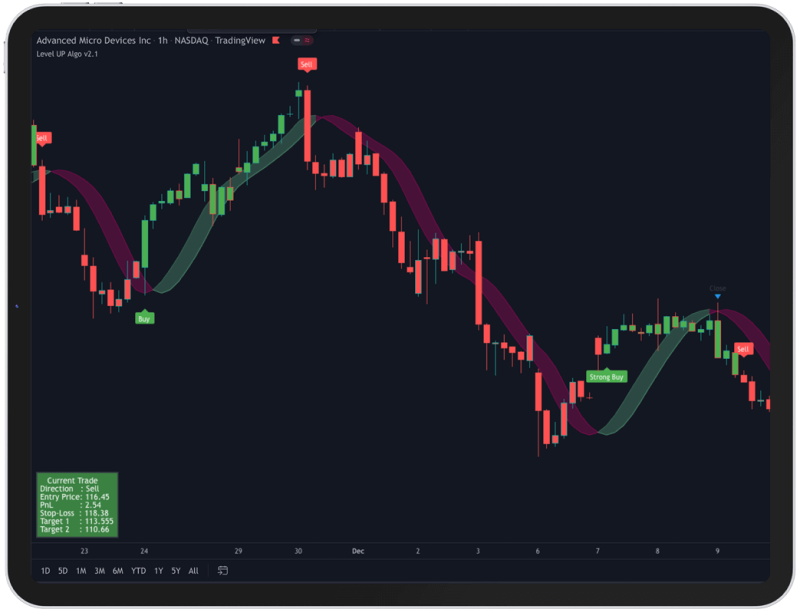 Advanced Micro Devices Inc · 1h · NASDAQ · TradingView
Level UP Algo v2.1
Sell
Sell
Buy
Close
Sell
Strong Buy
Current Trade
Direction : Sell
Entry Price: 116.45
PnL : 2.54
Stop-Loss : 118.38
Target 1 : 113.555
Target 2 : 110.66
23 24 29 30 Dec 2 3 6 7 8 9
1D 5D 1M 3M 6M YTD 1Y 5Y All